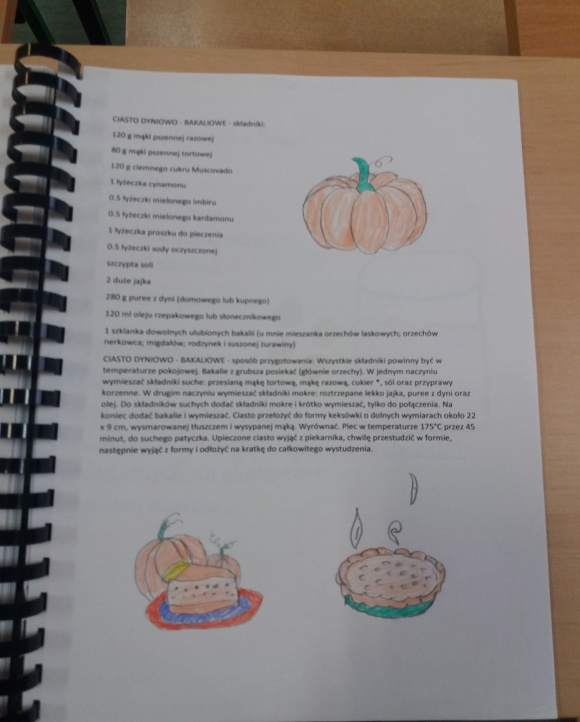 CIASTO DYNIOWO - BAKALIOWE - składniki:
120 g mąki pszennej razowej
80 g mąki pszennej tortowej
120 g ciemnego cukru Muscovado
1 łyżeczka cynamonu
0.5 łyżeczki mielonego imbiru
0.5 łyżeczki mielonego kardamonu
1 łyżeczka proszku do pieczenia
0.5 łyżeczki sody oczyszczonej
szczypta soli
2 duże jajka
280 g puree z dyni (domowego lub kupnego)
120 ml oleju rzepakowego lub słonecznikowego
1 szklanka dowolnych ulubionych bakalii (u mnie mieszanka orzechów laskowych; orzechów
nerkowca; migdałów; rodzynek i suszonej żurawiny)
CIASTO DYNIOWO - BAKALIOWE - sposób przygotowania: Wszystkie składniki powinny być w
temperaturze pokojowej. Bakalie z grubsza posiekać (głównie orzechy). W jednym naczyniu
wymieszać składniki suche: przesianą mąkę tortową, mąkę razową, cukier *, sól oraz przyprawy
korzenne. W drugim naczyniu wymieszać składniki mokre: roztrzepane lekko jajka, puree z dyni oraz
olej. Do składników suchych dodać składniki mokre i krótko wymieszać, tylko do połączenia. Na
koniec dodać bakalie i wymieszać. Ciasto przełożyć do formy keksówki o dolnych wymiarach około 22
x 9 cm, wysmarowanej tłuszczem i wysypanej mąką. Wyrównać. Piec w temperaturze 175°C przez 45
minut, do suchego patyczka. Upieczone ciasto wyjąć z piekarnika, chwilę przestudzić w formie,
następnie wyjąć z formy i odłożyć na kratkę do całkowitego wystudzenia.